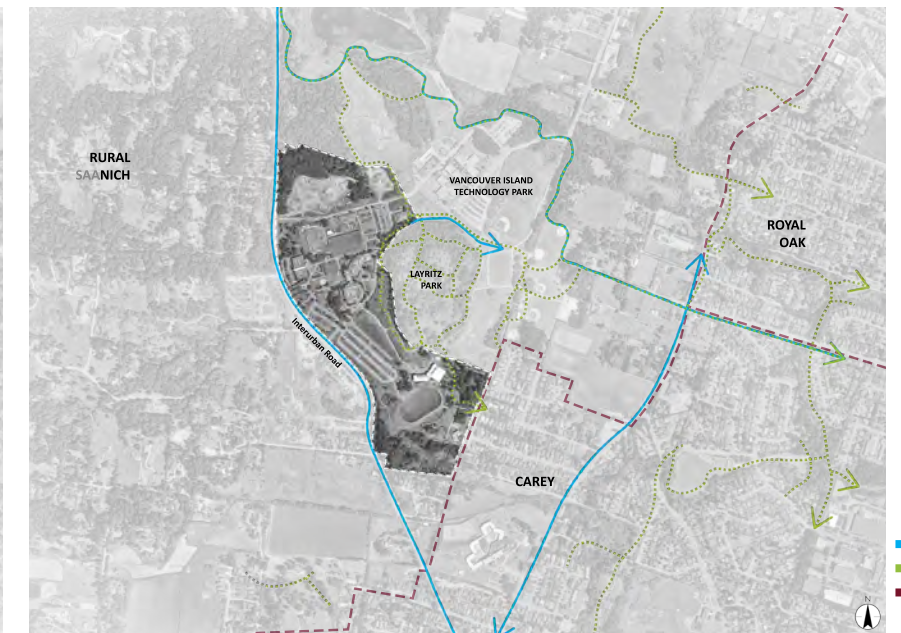 RURAL
SAANICH
VANCOUVER ISLAND
TECHNOLOGY PARK
ROYAL
OAK
LAYRITZ
PARK
Interurban Road
CAREY
N